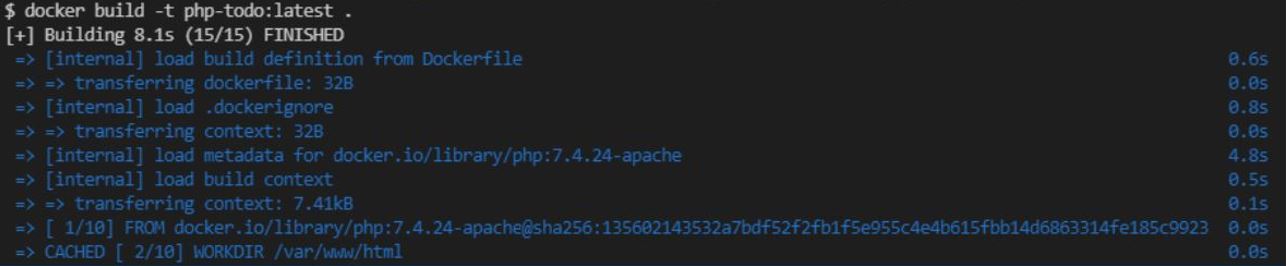 $ docker build -t php-todo:latest .
[+] Building 8.1s (15/15) FINISHED
=> [internal] load build definition from Dockerfile 0.6s
=> => transferring dockerfile: 32B 0.0s
=> [internal] load .dockerignore 0.8s
=> => transferring context: 32B 0.0s
=> [internal] load metadata for docker.io/library/php:7.4.24-apache 4.8s
=> [internal] load build context 0.5s
=> => transferring context: 7.41kB 0.1s
=> [ 1/10] FROM docker.io/library/php:7.4.24-apache@sha256:135602143532a7bdf52f2fb1f5e955c4e4b615fbb14d6863314fe185c9923 0.0s
=> CACHED [ 2/10] WORKDIR /var/www/html 0.0s